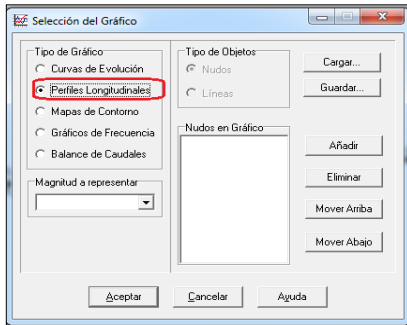 Selección del Gráfico
Tipo de Gráfico
Curvas de Evolución
Perfiles Longitudinales
Mapas de Contorno
Gráficos de Frecuencia
Balance de Caudales
Magnitud a representar
Tipo de Objetos
Nudos
Líneas
Nudos en Gráfico
Cargar...
Guardar...
Añadir
Eliminar
Mover Arriba
Mover Abajo
Aceptar
Cancelar
Ayuda